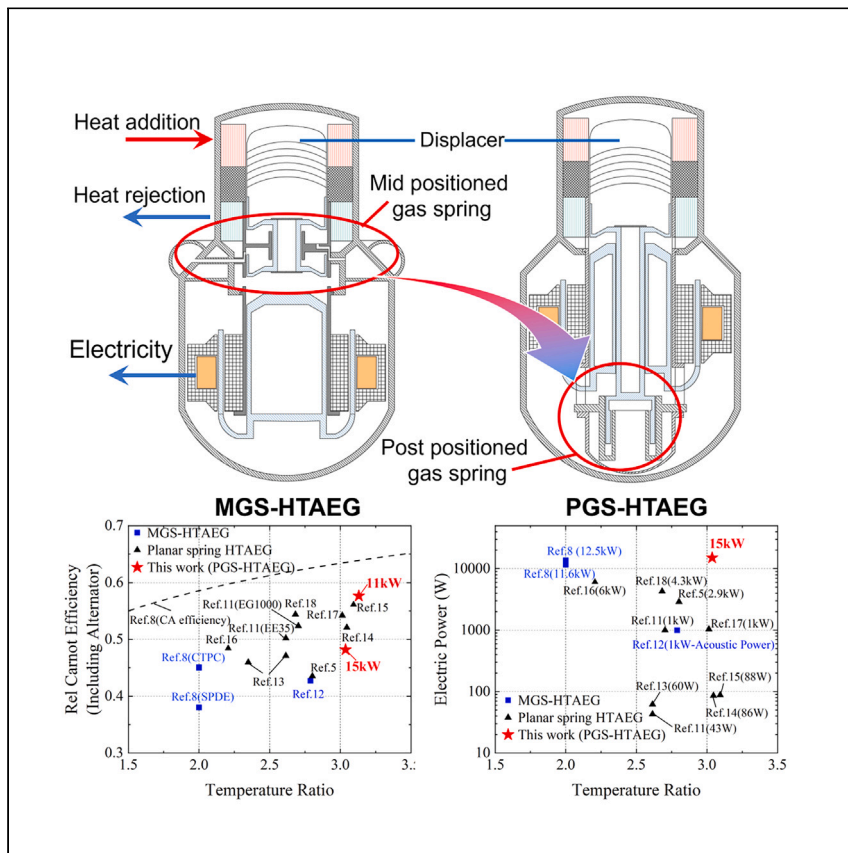 Heat addition
Displacer
Heat rejection
Mid positioned
gas spring
Electricity
Post positioned
gas spring
MGS-HTAEG
PGS-HTAEG
0.7
0.6
0.5
0.4
0.3
Rel Carnot Efficiency
(Including Alternator)
MGS-HTAEG
Planar spring HTAEG
This work (PGS-HTAEG)
11kW
Ref.11(EG1000)
Ref.18
Ref.15
Ref.8(CA efficiency)
Ref.17
Ref.11(EE35)
Ref.16
Ref.14
Ref.8(CTPC)
15kW
Ref.13
Ref.5
Ref.12
Ref.8(SPDE)
1.5 2.0 2.5 3.0 3.5
Temperature Ratio
10000
1000
100
10
Electric Power (W)
15kW
Ref.8 (12.5kW)
Ref.8(11.6kW)
Ref.18(4.3kW)
Ref.16(6kW)
Ref.5(2.9kW)
Ref.11(1kW)
Ref.17(1kW)
Ref.12(1kW-Acoustic Power)
Ref.15(88W)
Ref.13(60W)
Ref.14(86W)
Ref.11(43W)
MGS-HTAEG
Planar spring HTAEG
This work (PGS-HTAEG)
1.5 2.0 2.5 3.0 3.5
Temperature Ratio